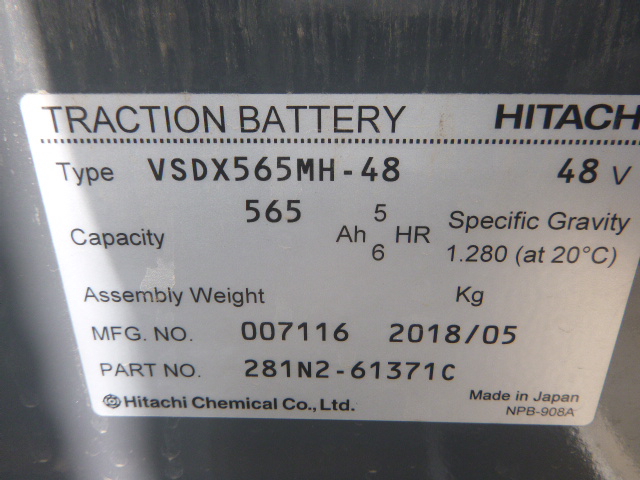 TRACTION BATTERY HITACH
Type VSDX565MH-48 48 V
Capacity 565 Ah 5 HR Specific Gravity
6 1.280 (at 20°C)
Assembly Weight Kg
MFG. NO. 007116 2018/05
PART NO. 281N2-61371C
Hitachi Chemical Co., Ltd. Made in Japan
NPB-908A